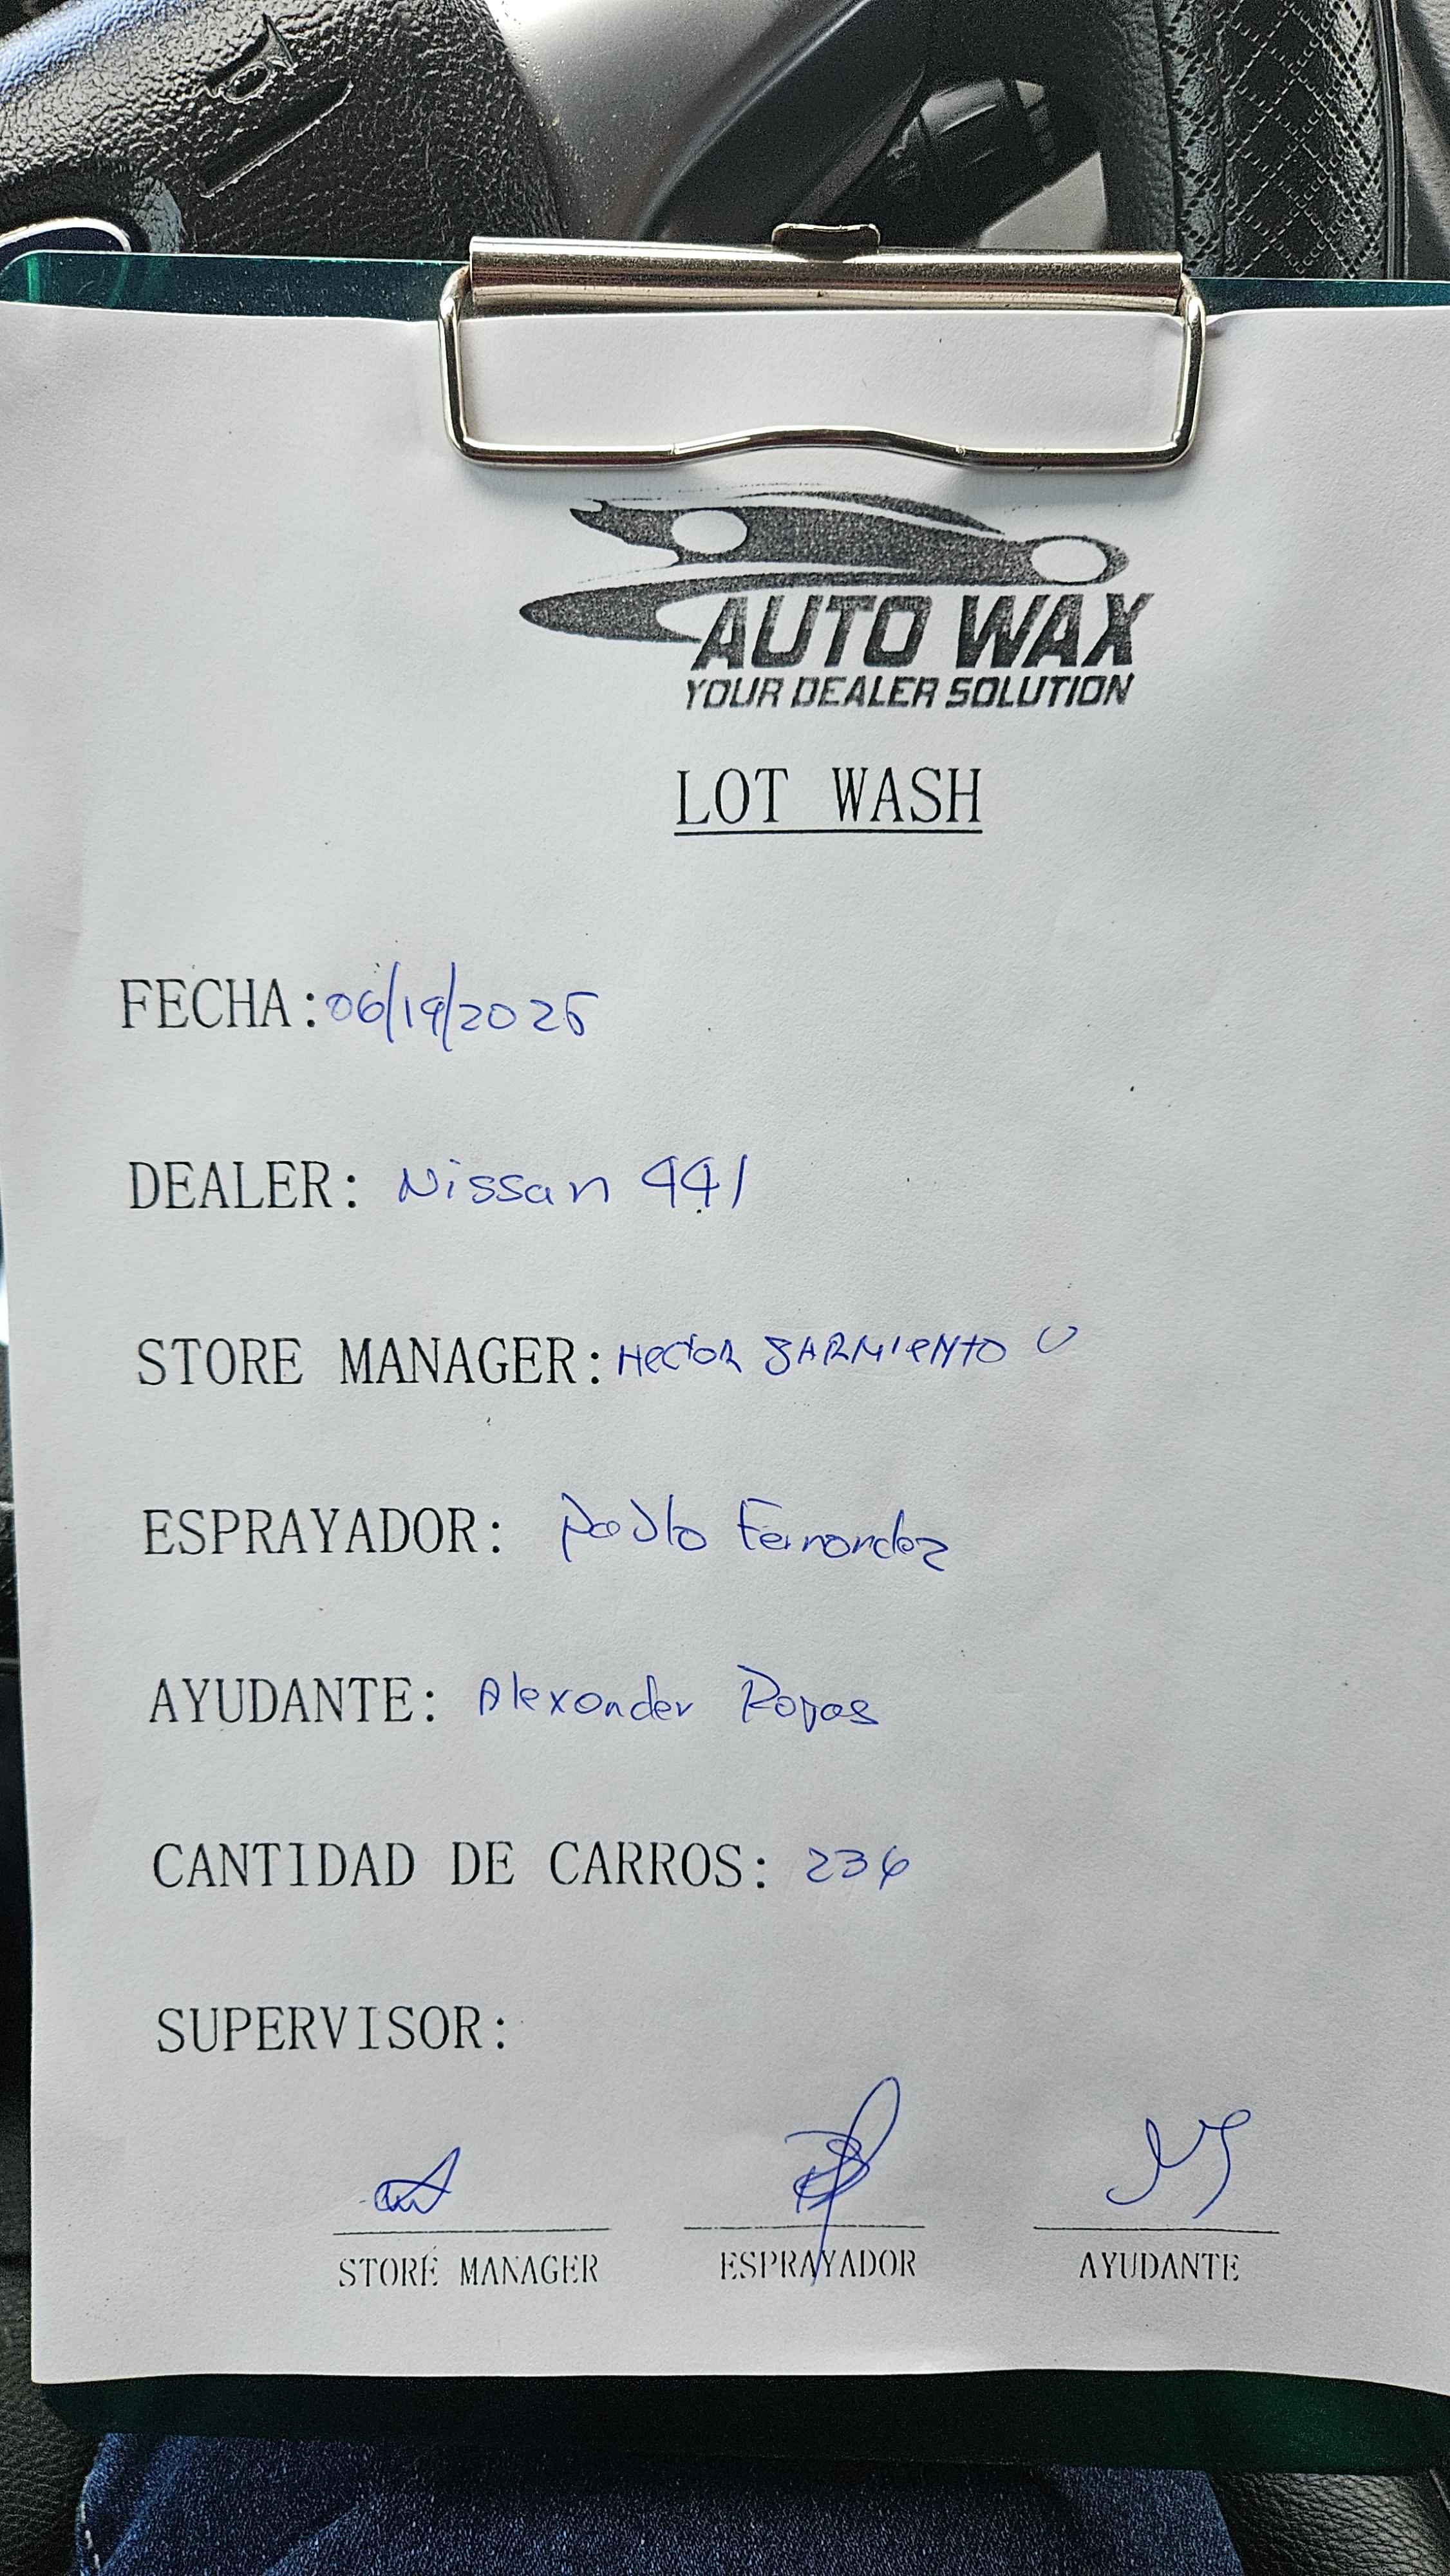 AUTO WAX
YOUR DEALER SOLUTION
LOT WASH
FECHA: 06/19/2025
DEALER: Nissan 441
STORE MANAGER: Hector SARMIENTO U
ESPRAYADOR: Pablo Fernandez
AYUDANTE: Alexander Rojas
CANTIDAD DE CARROS: 236
SUPERVISOR:
STORE MANAGER ESPRAYADOR AYUDANTE